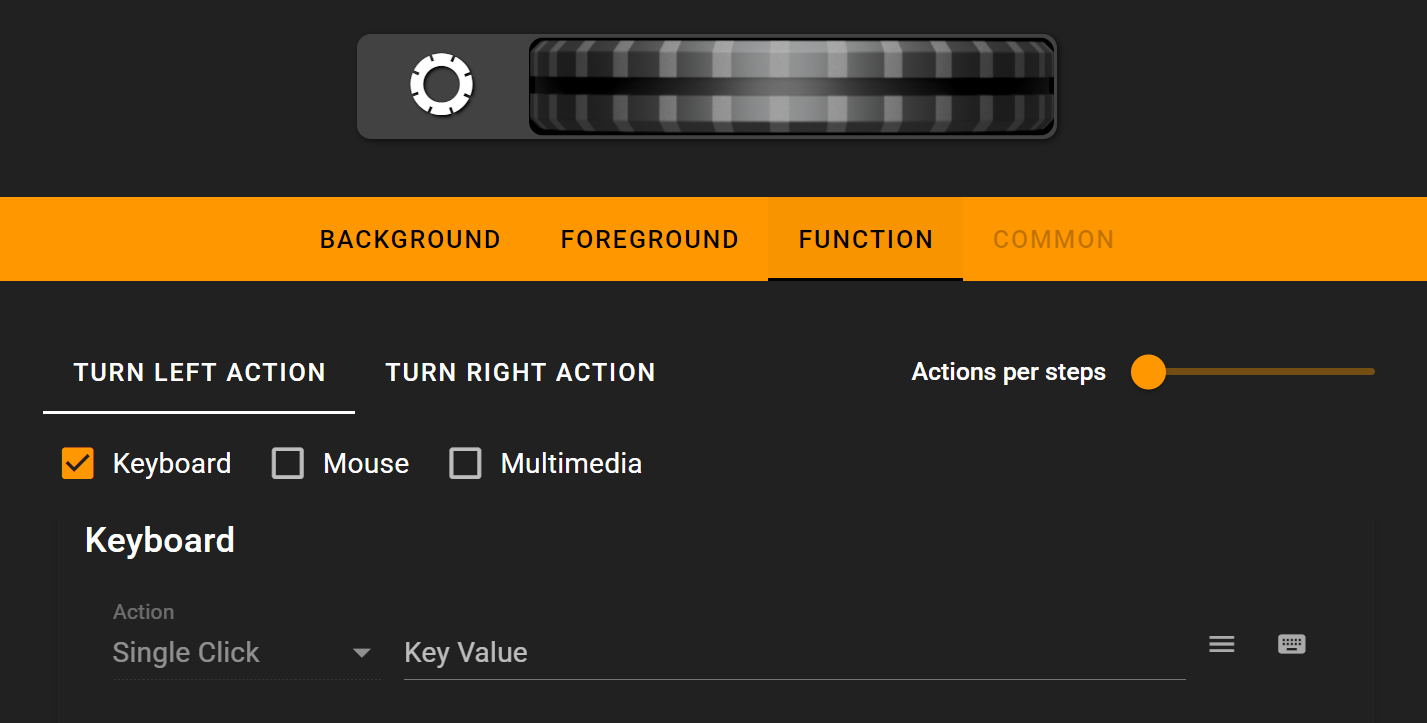 BACKGROUND FOREGROUND FUNCTION COMMON
TURN LEFT ACTION TURN RIGHT ACTION Actions per steps
Keyboard Mouse Multimedia
Keyboard
Action
Single Click Key Value